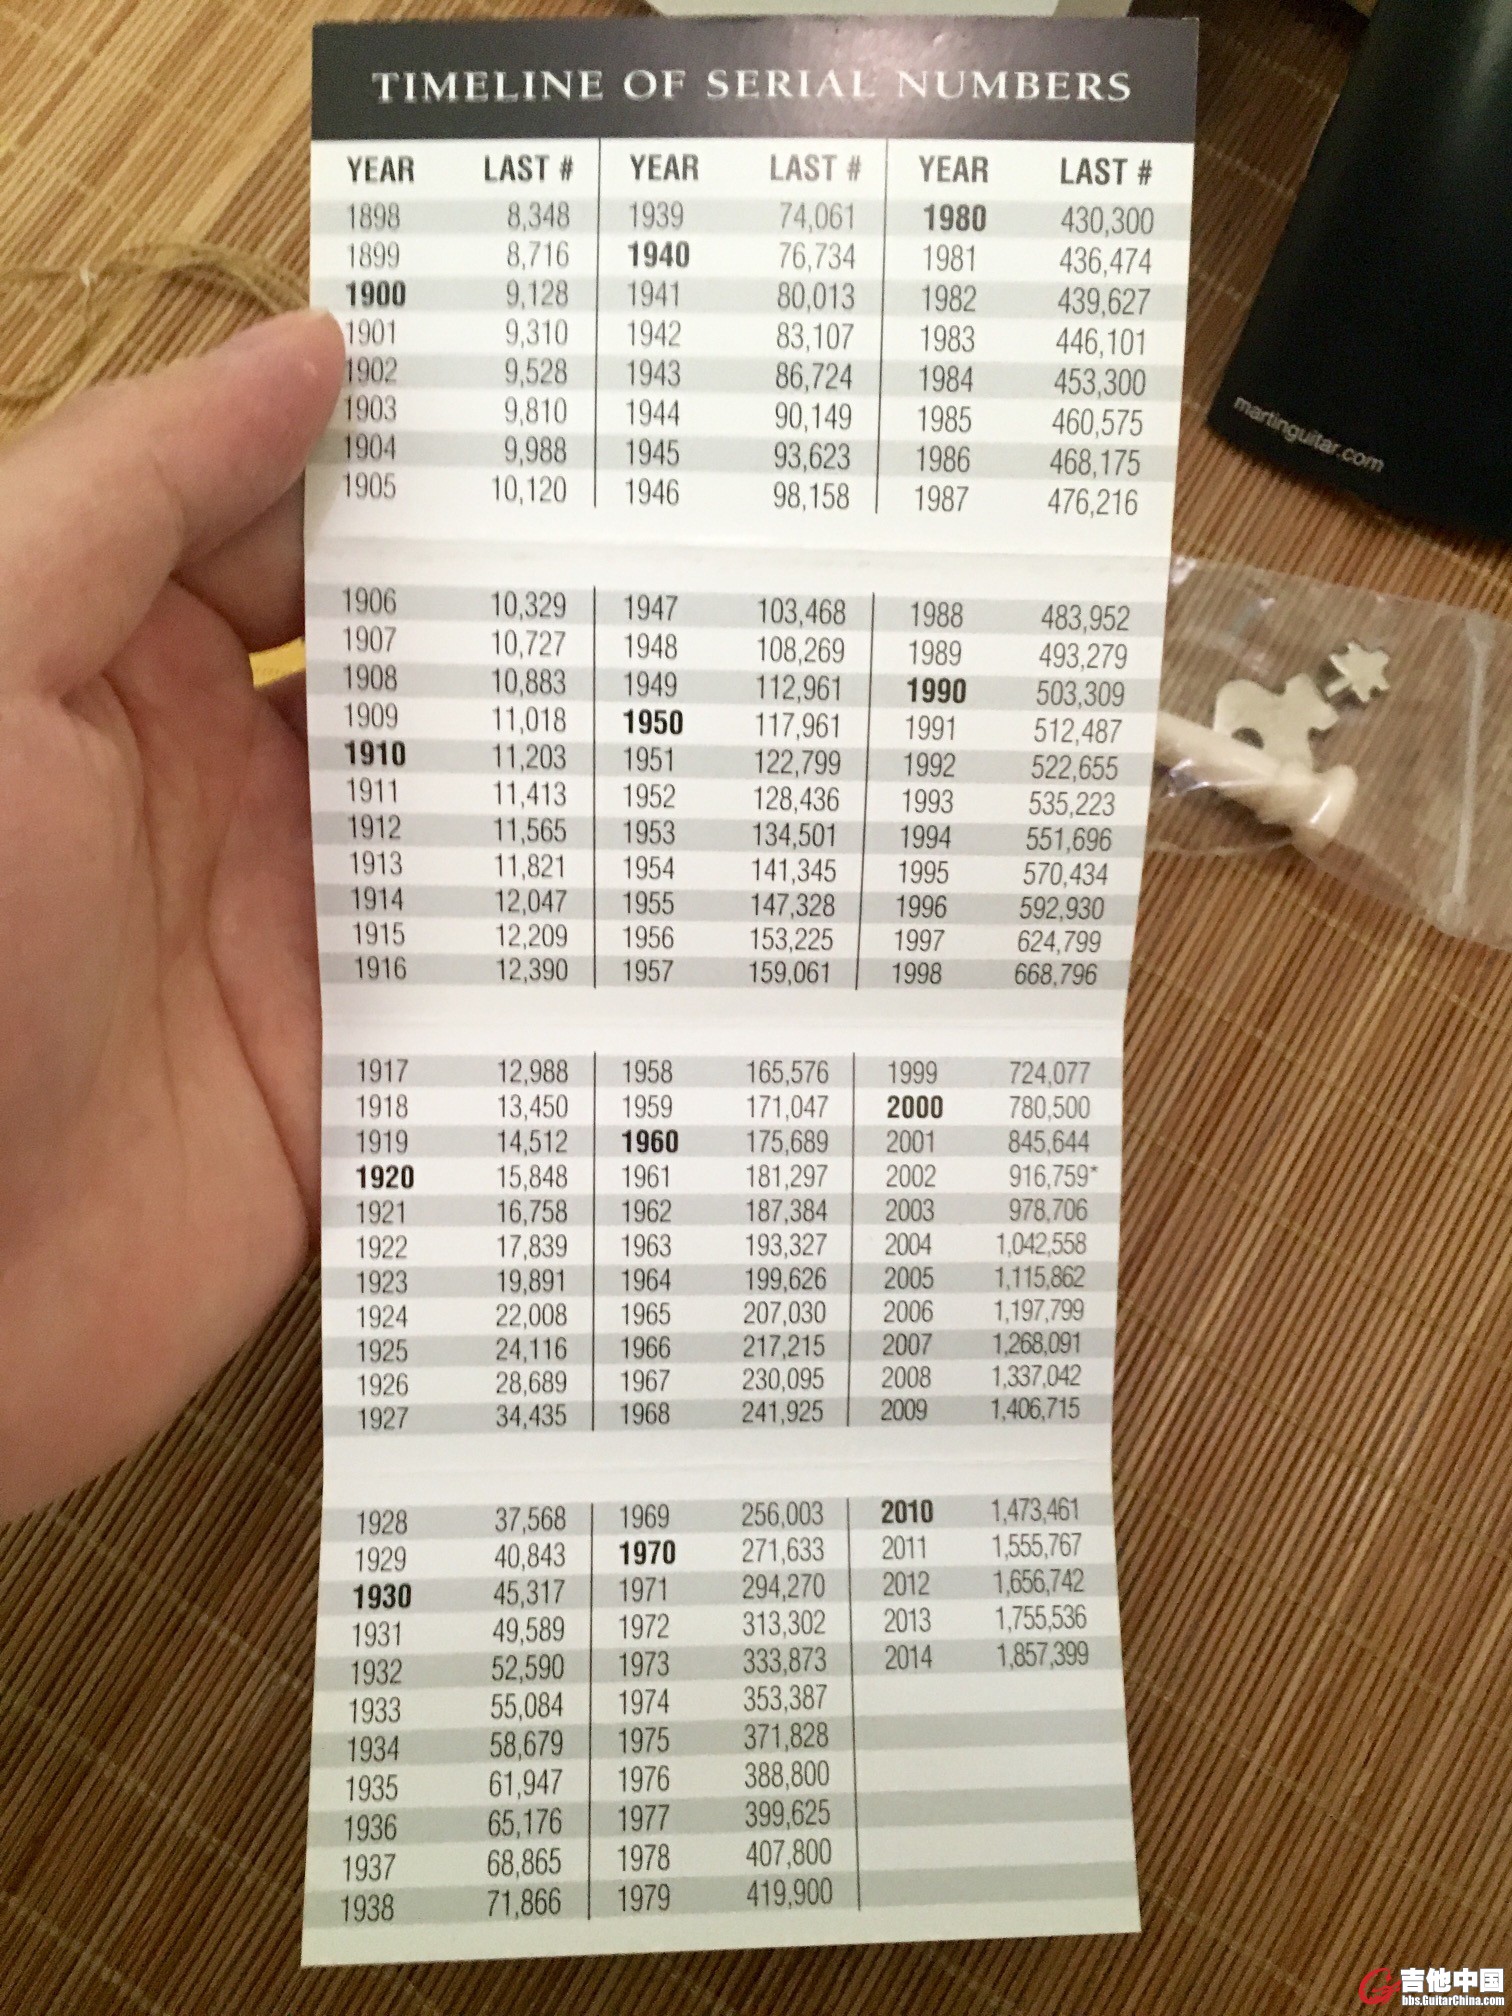 TIMELINE OF SERIAL NUMBERS
YEAR LAST # YEAR LAST # YEAR LAST #
1898 8,348 1939 74,061 1980 430,300
1899 8,716 1940 76,734 1981 436,474
1900 9,128 1941 80,013 1982 439,627
1901 9,310 1942 83,107 1983 446,101
1902 9,528 1943 86,724 1984 453,300
1903 9,810 1944 90,149 1985 460,575
1904 9,988 1945 93,623 1986 468,175
1905 10,120 1946 98,158 1987 476,216
1906 10,329 1947 103,468 1988 483,952
1907 10,727 1948 108,269 1989 493,279
1908 10,883 1949 112,961 1990 503,309
1909 11,018 1950 117,961 1991 512,487
1910 11,203 1951 122,799 1992 522,655
1911 11,413 1952 128,436 1993 535,223
1912 11,565 1953 134,501 1994 551,696
1913 11,821 1954 141,345 1995 570,434
1914 12,047 1955 147,328 1996 592,930
1915 12,209 1956 153,225 1997 624,799
1916 12,390 1957 159,061 1998 668,796
1917 12,988 1958 165,576 1999 724,077
1918 13,450 1959 171,047 2000 780,500
1919 14,512 1960 175,689 2001 845,644
1920 15,848 1961 181,297 2002 916,759*
1921 16,758 1962 187,384 2003 978,706
1922 17,839 1963 193,327 2004 1,042,558
1923 19,891 1964 199,626 2005 1,115,862
1924 22,008 1965 207,030 2006 1,197,799
1925 24,116 1966 217,215 2007 1,268,091
1926 28,689 1967 230,095 2008 1,337,042
1927 34,435 1968 241,925 2009 1,406,715
1928 37,568 1969 256,003 2010 1,473,461
1929 40,843 1970 271,633 2011 1,555,767
1930 45,317 1971 294,270 2012 1,656,742
1931 49,589 1972 313,302 2013 1,755,536
1932 52,590 1973 333,873 2014 1,857,399
1933 55,084 1974 353,387
1934 58,679 1975 371,828
1935 61,947 1976 388,800
1936 65,176 1977 399,625
1937 68,865 1978 407,800
1938 71,866 1979 419,900
martinguitar.com
吉他中国
bbs.GuitarChina.com